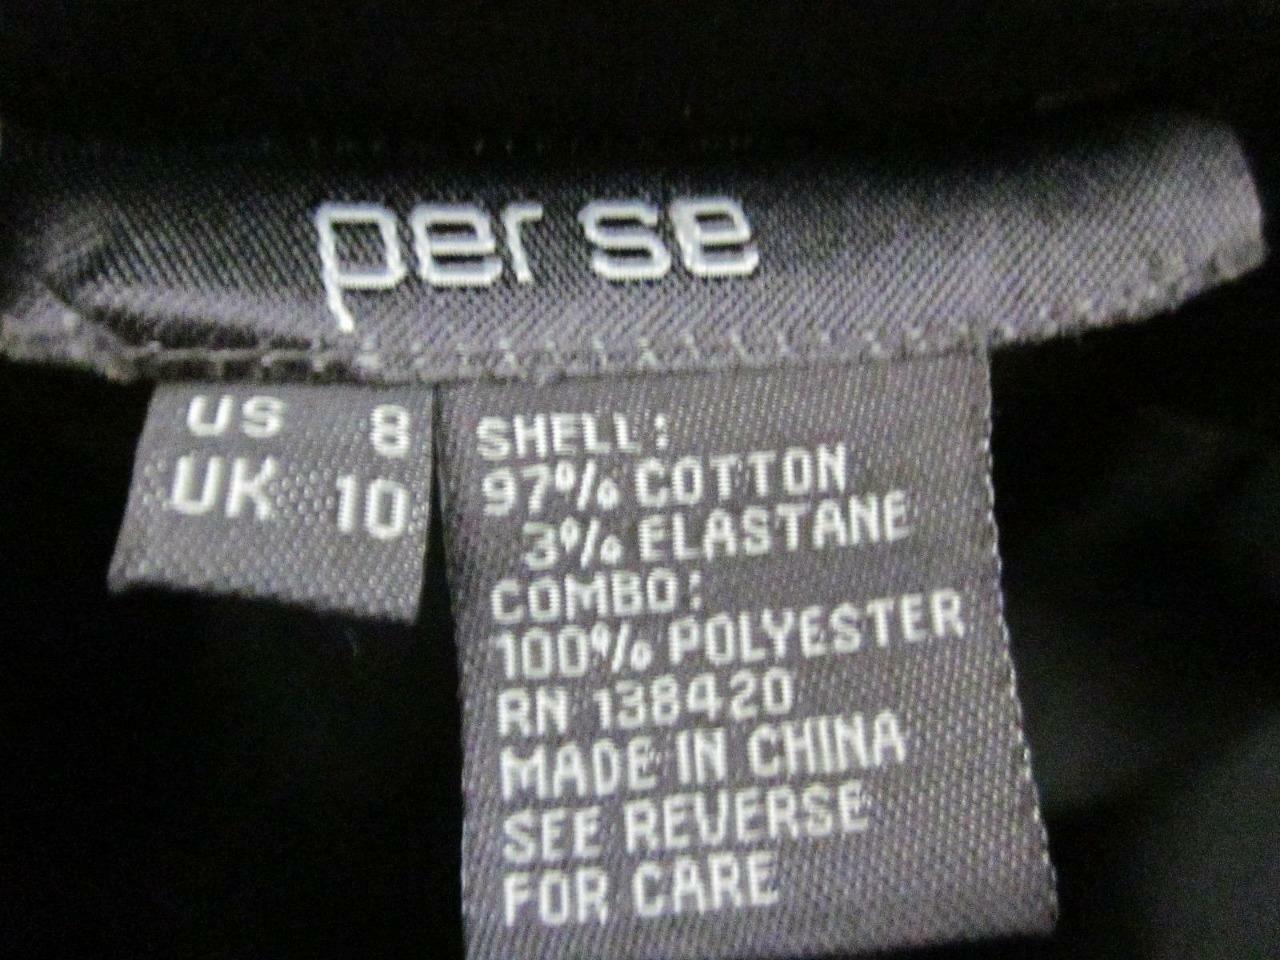 per se
US 8
UK 10
SHELL:
97% COTTON
3% ELASTANE
COMBO:
100% POLYESTER
RN 138420
MADE IN CHINA
SEE REVERSE
FOR CARE